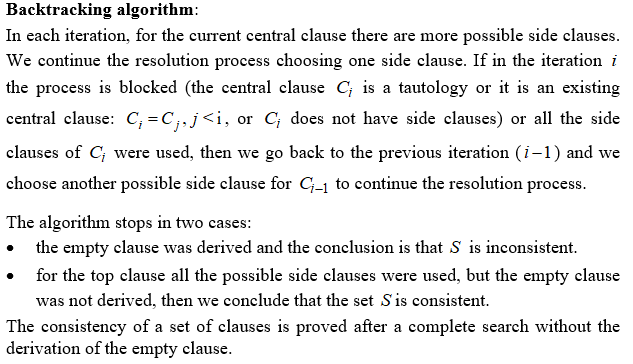 Backtracking algorithm:
In each iteration, for the current central clause there are more possible side clauses.
We continue the resolution process choosing one side clause. If in the iteration i
the process is blocked (the central clause C_i is a tautology or it is an existing
central clause: C_i = C_j, j < i, or C_i does not have side clauses) or all the side
clauses of C_i were used, then we go back to the previous iteration (i−1) and we
choose another possible side clause for C_{i−1} to continue the resolution process.
The algorithm stops in two cases:
• the empty clause was derived and the conclusion is that S is inconsistent.
• for the top clause all the possible side clauses were used, but the empty clause
was not derived, then we conclude that the set S is consistent.
The consistency of a set of clauses is proved after a complete search without the
derivation of the empty clause.